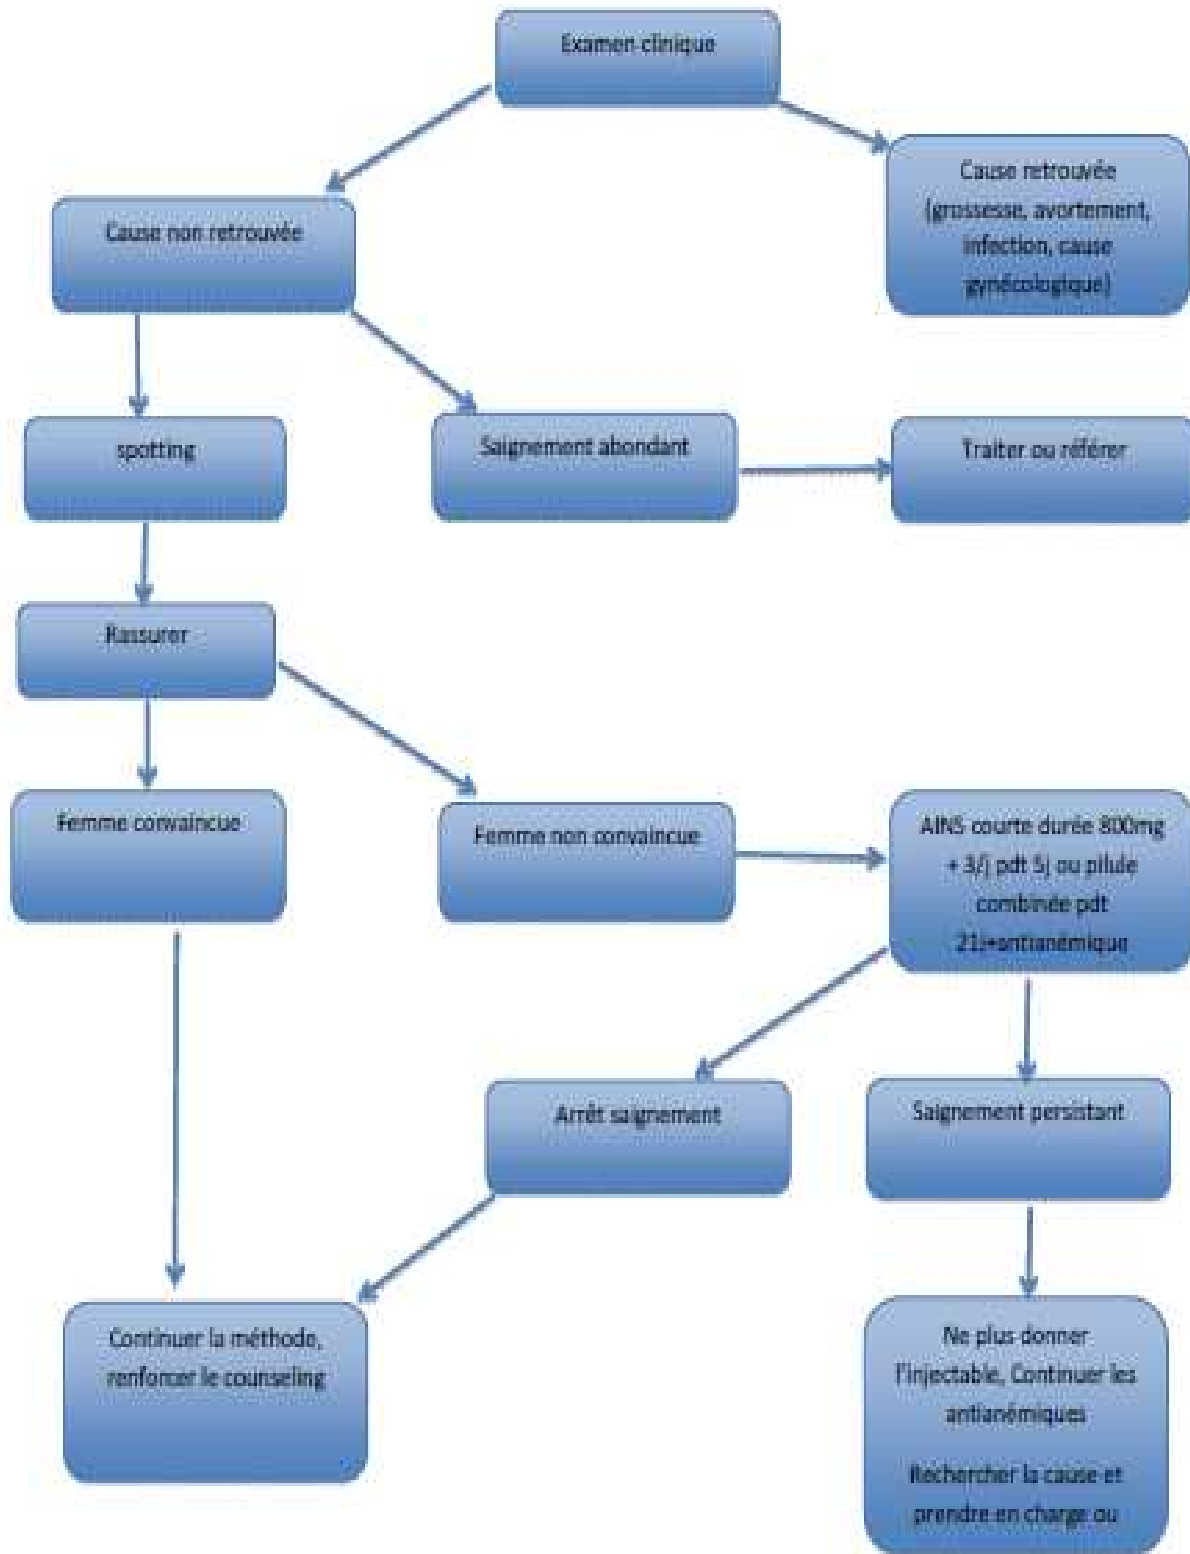 Examen clinique
Cause retrouvée
(grossesse, avortement,
infection, cause
gynécologique)
Cause non retrouvée
spotting
Saignement abondant
Traiter ou référer
Rassurer
Femme convaincue
Femme non convaincue
AINS courte durée 800mg
+ 3/j pdt 5j ou pilule
combinée pdt
21j+antianémique
Arrêt saignement
Saignement persistant
Continuer la méthode,
renforcer le counseling
Ne plus donner
l'injectable, Continuer les
antianémiques
Rechercher la cause et
prendre en charge ou